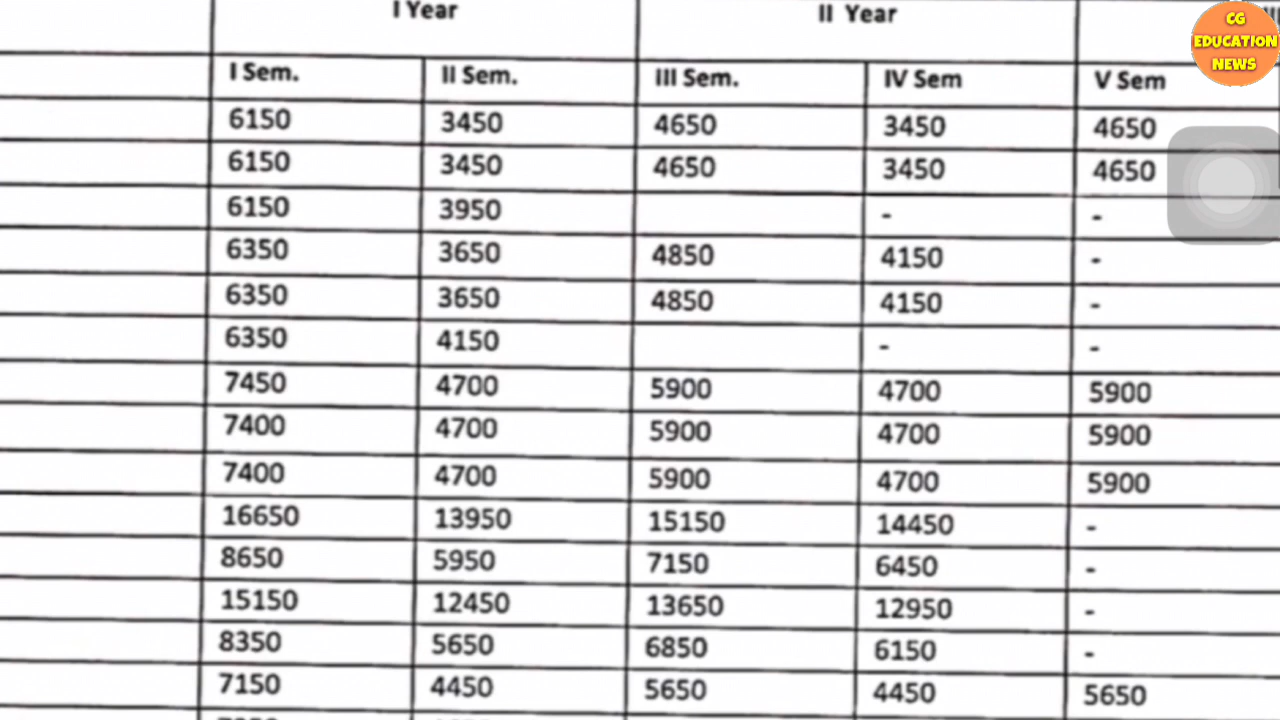 I Year II Year
I Sem. II Sem. III Sem. IV Sem V Sem
6150 3450 4650 3450 4650
6150 3450 4650 3450 4650
6150 3950 - -
6350 3650 4850 4150 -
6350 3650 4850 4150 -
6350 4150 - -
7450 4700 5900 4700 5900
7400 4700 5900 4700 5900
7400 4700 5900 4700 5900
16650 13950 15150 14450 -
8650 5950 7150 6450 -
15150 12450 13650 12950 -
8350 5650 6850 6150 -
7150 4450 5650 4450 5650
CG
EDUCATION
NEWS